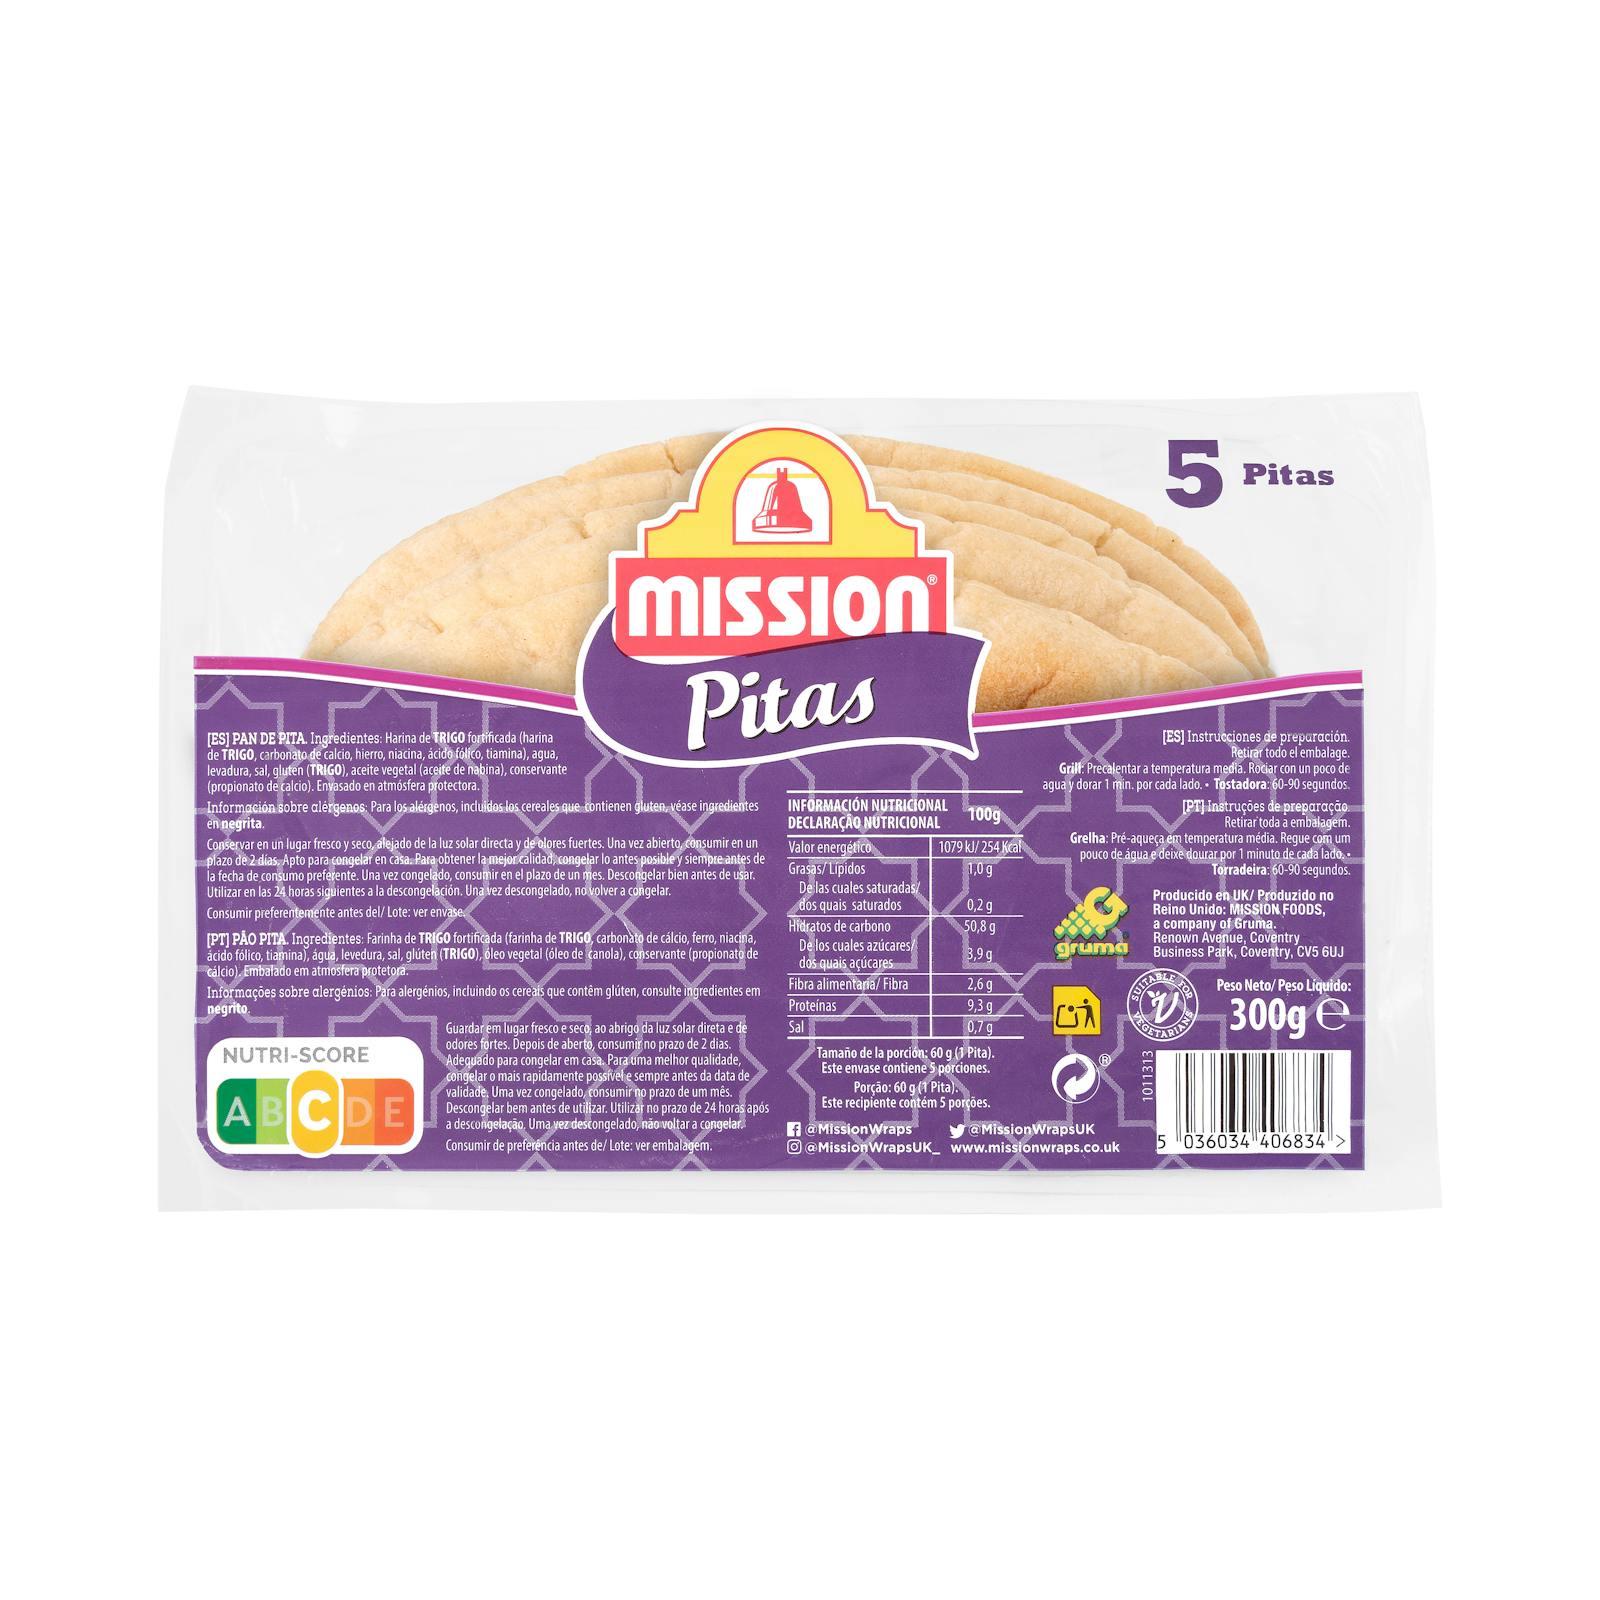 5 Pitas
MISSION®
Pitas
[ES] PAN DE PITA. Ingredientes: Harina de TRIGO fortificada (harina
de TRIGO, carbonato de calcio, hierro, niacina, ácido fólico, tiamina), agua,
levadura, sal, gluten (TRIGO), aceite vegetal (aceite de nabina), conservante
(propionato de calcio). Envasado en atmósfera protectora.
Información sobre alérgenos: Para los alérgenos, incluidos los cereales que contienen gluten, véase ingredientes
en negrita.
Conservar en un lugar fresco y seco, alejado de la luz solar directa y de olores fuertes. Una vez abierto, consumir en un
plazo de 2 días. Apto para congelar en casa. Para obtener la mejor calidad, congelar lo antes posible y siempre antes de
la fecha de consumo preferente. Una vez congelado, consumir en el plazo de un mes. Descongelar bien antes de usar.
Utilizar en las 24 horas siguientes a la descongelación. Una vez descongelado, no volver a congelar.
Consumir preferentemente antes del/ Lote: ver envase.
[PT] PÃO PITA. Ingredientes: Farinha de TRIGO fortificada (farinha de TRIGO, carbonato de cálcio, ferro, niacina,
ácido fólico, tiamina), água, levedura, sal, glúten (TRIGO), óleo vegetal (óleo de canola), conservante (propionato de
cálcio). Embalado em atmosfera protetora.
Informações sobre alergénios: Para alergénios, incluindo os cereais que contêm glúten, consulte ingredientes em
negrito.
Guardar em lugar fresco e seco, ao abrigo da luz solar direta e de
odores fortes. Depois de aberto, consumir no prazo de 2 dias.
Adequado para congelar em casa. Para uma melhor qualidade,
congelar o mais rapidamente possível e sempre antes da data de
validade. Uma vez congelado, consumir no prazo de um mês.
Descongelar bem antes de utilizar. Utilizar no prazo de 24 horas após
a descongelação. Uma vez descongelado, não voltar a congelar.
Consumir de preferência antes de/ Lote: ver embalagem.
NUTRI-SCORE
A B C D E
INFORMACIÓN NUTRICIONAL
DECLARAÇÃO NUTRICIONAL 100g
Valor energético 1079 kJ/ 254 Kcal
Grasas/ Lípidos 1,0 g
De las cuales saturadas/
dos quais saturados 0,2 g
Hidratos de carbono 50,8 g
De los cuales azúcares/
dos quais açúcares 3,9 g
Fibra alimentaria/ Fibra 2,6 g
Proteínas 9,3 g
Sal 0,7 g
Tamaño de la porción: 60 g (1 Pita).
Este envase contiene 5 porciones.
Porção: 60 g (1 Pita).
Este recipiente contém 5 porções.
@MissionWraps @MissionWrapsUK
@MissionWrapsUK_ www.missionwraps.co.uk
[ES] Instrucciones de preparación.
Retirar todo el embalage.
Grill: Precalentar a temperatura media. Rociar con un poco de
agua y dorar 1 min. por cada lado. • Tostadora: 60-90 segundos.
[PT] Instruções de preparação.
Retirar toda a embalagem.
Grelha: Pré-aqueça em temperatura média. Regue com um
pouco de água e deixe dourar por 1 minuto de cada lado. •
Torradeira: 60-90 segundos.
G
gruma®
Producido en UK/ Produzido no
Reino Unido: MISSION FOODS,
a company of Gruma.
Renown Avenue, Coventry
Business Park, Coventry, CV5 6UJ
SUITABLE FOR
V
VEGETARIANS
Peso Neto/ Peso Líquido:
300g ℮
®
1011313
5 036034 406834 >